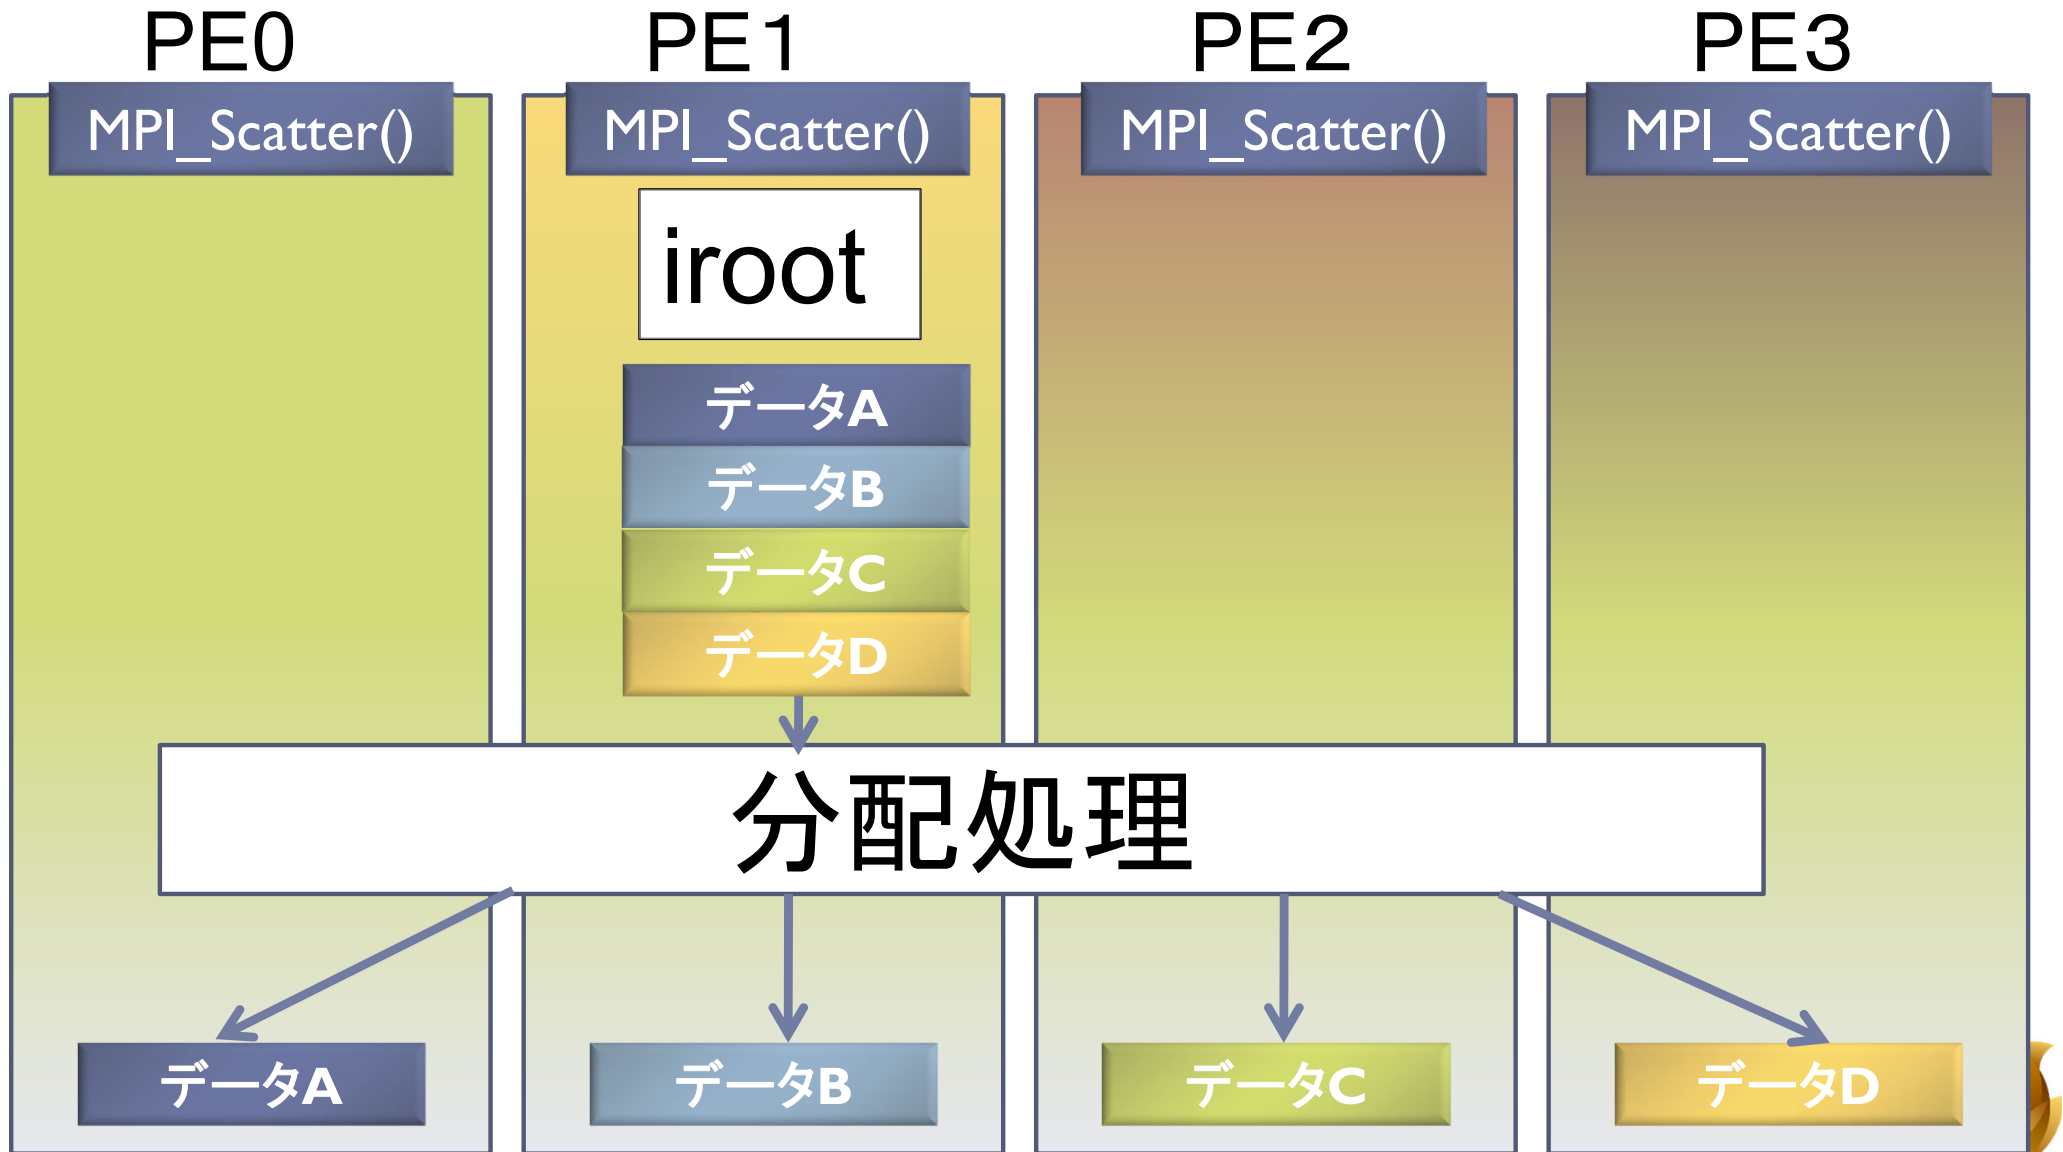 PE0
PE1
PE2
PE3
MPI_Scatter()
MPI_Scatter()
MPI_Scatter()
MPI_Scatter()
iroot
データA
データB
データC
データD
分配処理
データA
データB
データC
データD